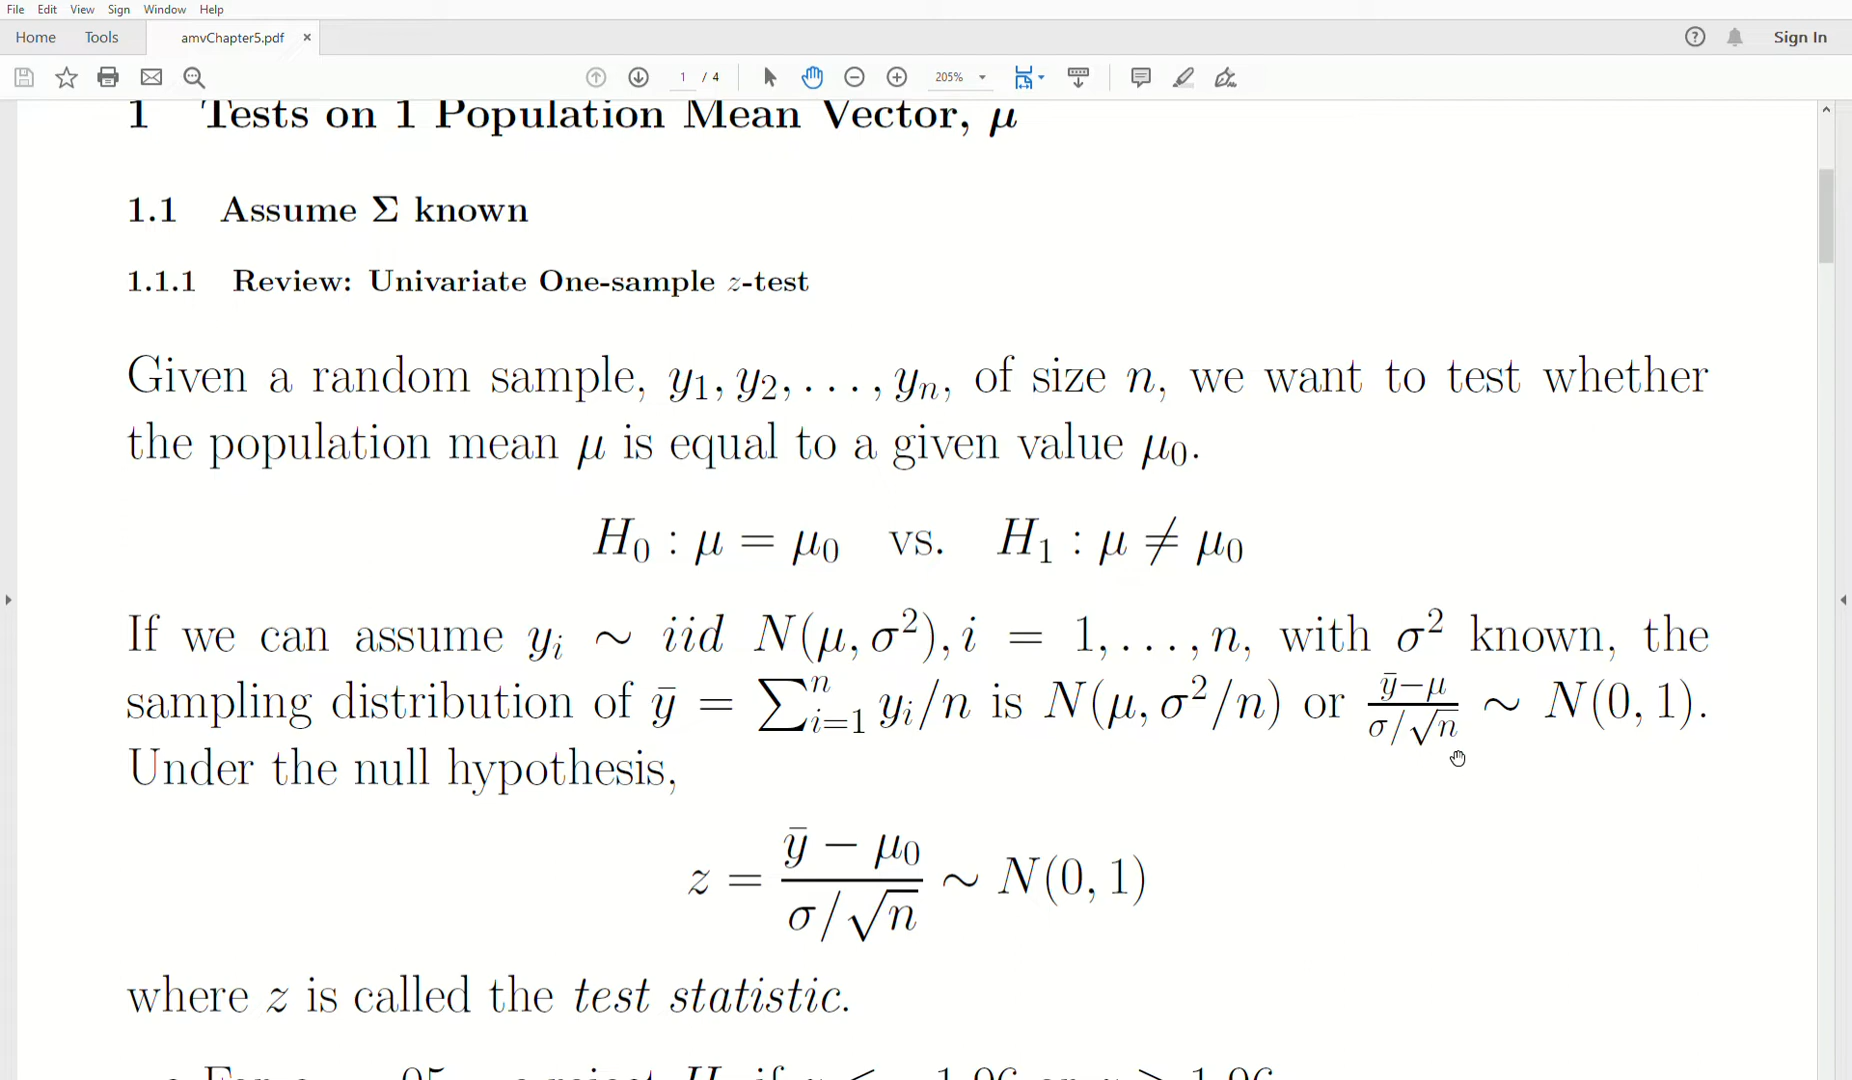 File Edit View Sign Window Help
Home Tools amvChapter5.pdf × Sign In
1 / 4 205%
1 Tests on 1 Population Mean Vector, μ
1.1 Assume Σ known
1.1.1 Review: Univariate One-sample z-test
Given a random sample, y₁, y₂, . . . , yₙ, of size n, we want to test whether
the population mean μ is equal to a given value μ₀.
H₀ : μ = μ₀ vs. H₁ : μ ≠ μ₀
If we can assume yᵢ ∼ iid N(μ, σ²), i = 1, . . . , n, with σ² known, the
sampling distribution of ȳ = ∑ⁿᵢ₌₁ yᵢ/n is N(μ, σ²/n) or (ȳ−μ)/(σ/√n) ∼ N(0, 1).
Under the null hypothesis,
z = (ȳ − μ₀)/(σ/√n) ∼ N(0, 1)
where z is called the test statistic.